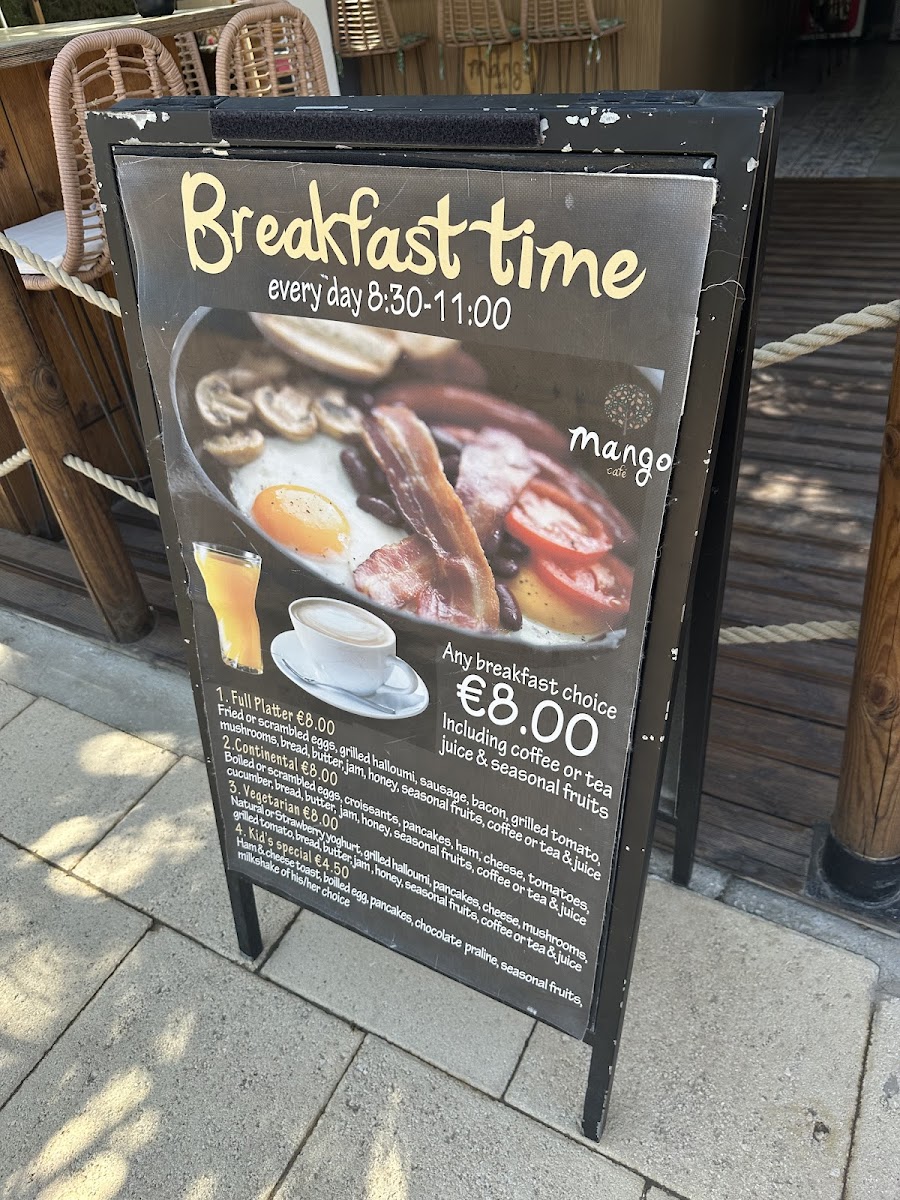 mango
Breakfast time
every day 8:30-11:00
mango
cafe
Any breakfast choice
€8.00
Including coffee or tea
juice & seasonal fruits
1. Full Platter €8.00
Fried or scrambled eggs, grilled halloumi, sausage, bacon, grilled tomato,
mushrooms, bread, butter, jam, honey, seasonal fruits, coffee or tea & juice
2.Continental €8.00
Boiled or scrambled eggs, croissants, pancakes, ham, cheese, tomatoes,
cucumber, bread, butter, jam, honey, seasonal fruits, coffee or tea & juice
3. Vegetarian €8.00
Natural or Strawberry yoghurt, grilled halloumi, pancakes, cheese, mushrooms,
grilled tomato, bread, butter, jam , honey, seasonal fruits, coffee or tea & juice
4. Kid's special €4.50
Ham & cheese toast, boilled egg, pancakes, chocolate praline, seasonal fruits,
milkshake of his/her choice